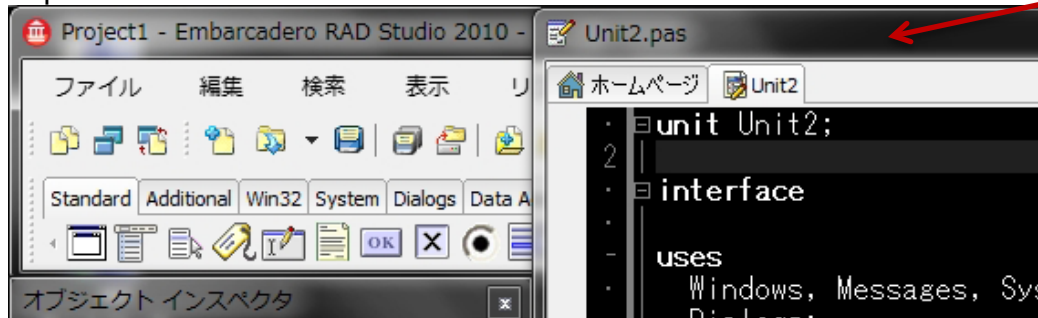 Project1 - Embarcadero RAD Studio 2010 -
ファイル 編集 検索 表示
Standard Additional Win32 System Dialogs Data A
OK
オブジェクト インスペクタ
Unit2.pas
ホームページ Unit2
unit Unit2;
2
interface
uses
Windows, Messages, Sys